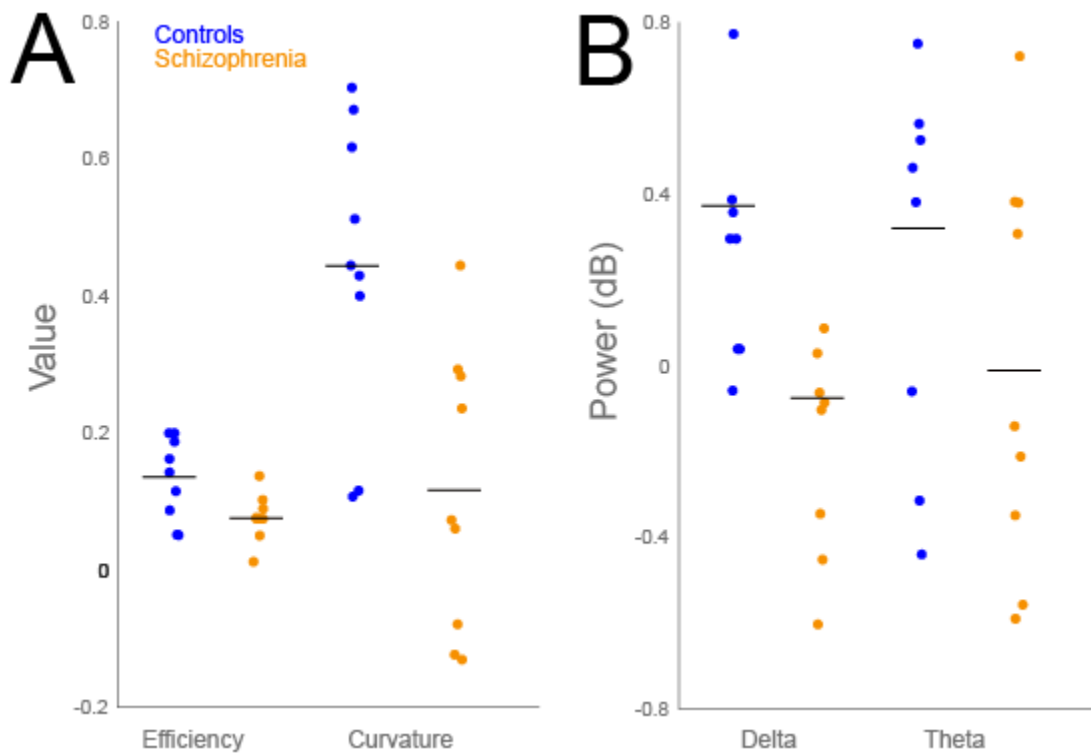 A
Controls
Schizophrenia
Value
0.8
0.6
0.4
0.2
0
-0.2
Efficiency
Curvature
B
Power (dB)
0.8
0.4
0
-0.4
-0.8
Delta
Theta